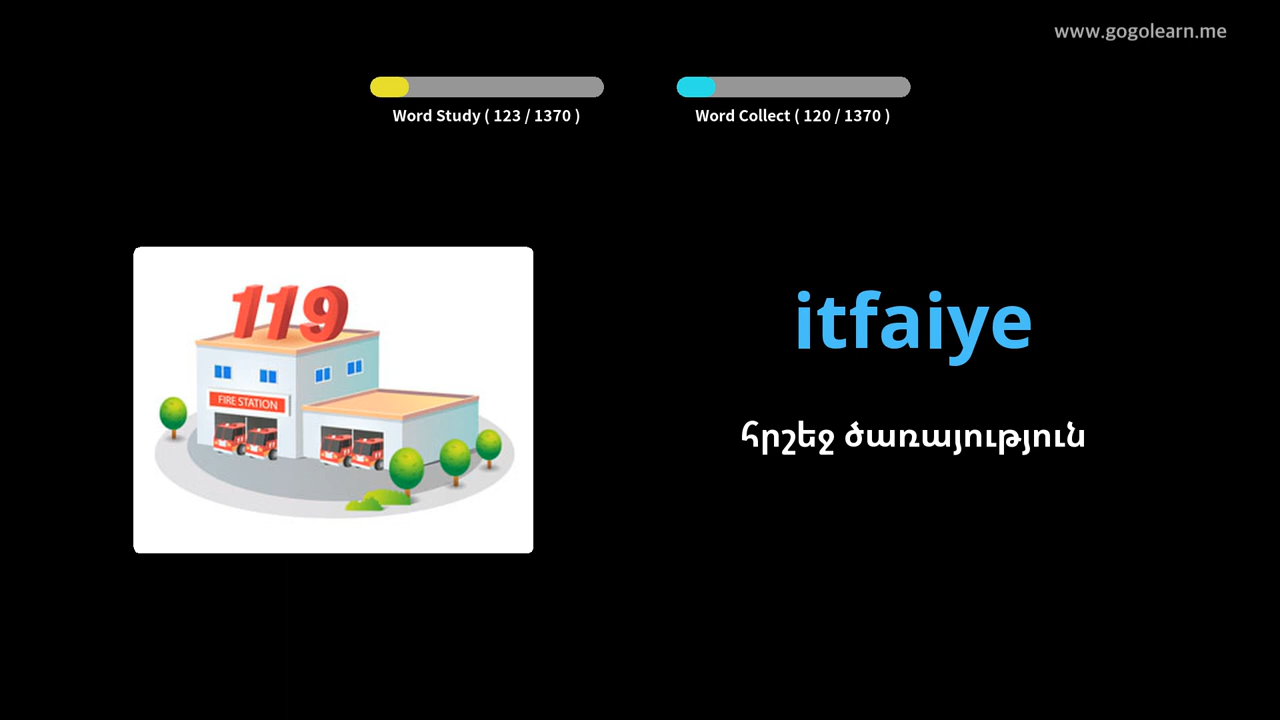 www.gogolearn.me
Word Study ( 123 / 1370 )
Word Collect ( 120 / 1370 )
119
FIRE STATION
itfaiye
հրշեջ ծառայություն